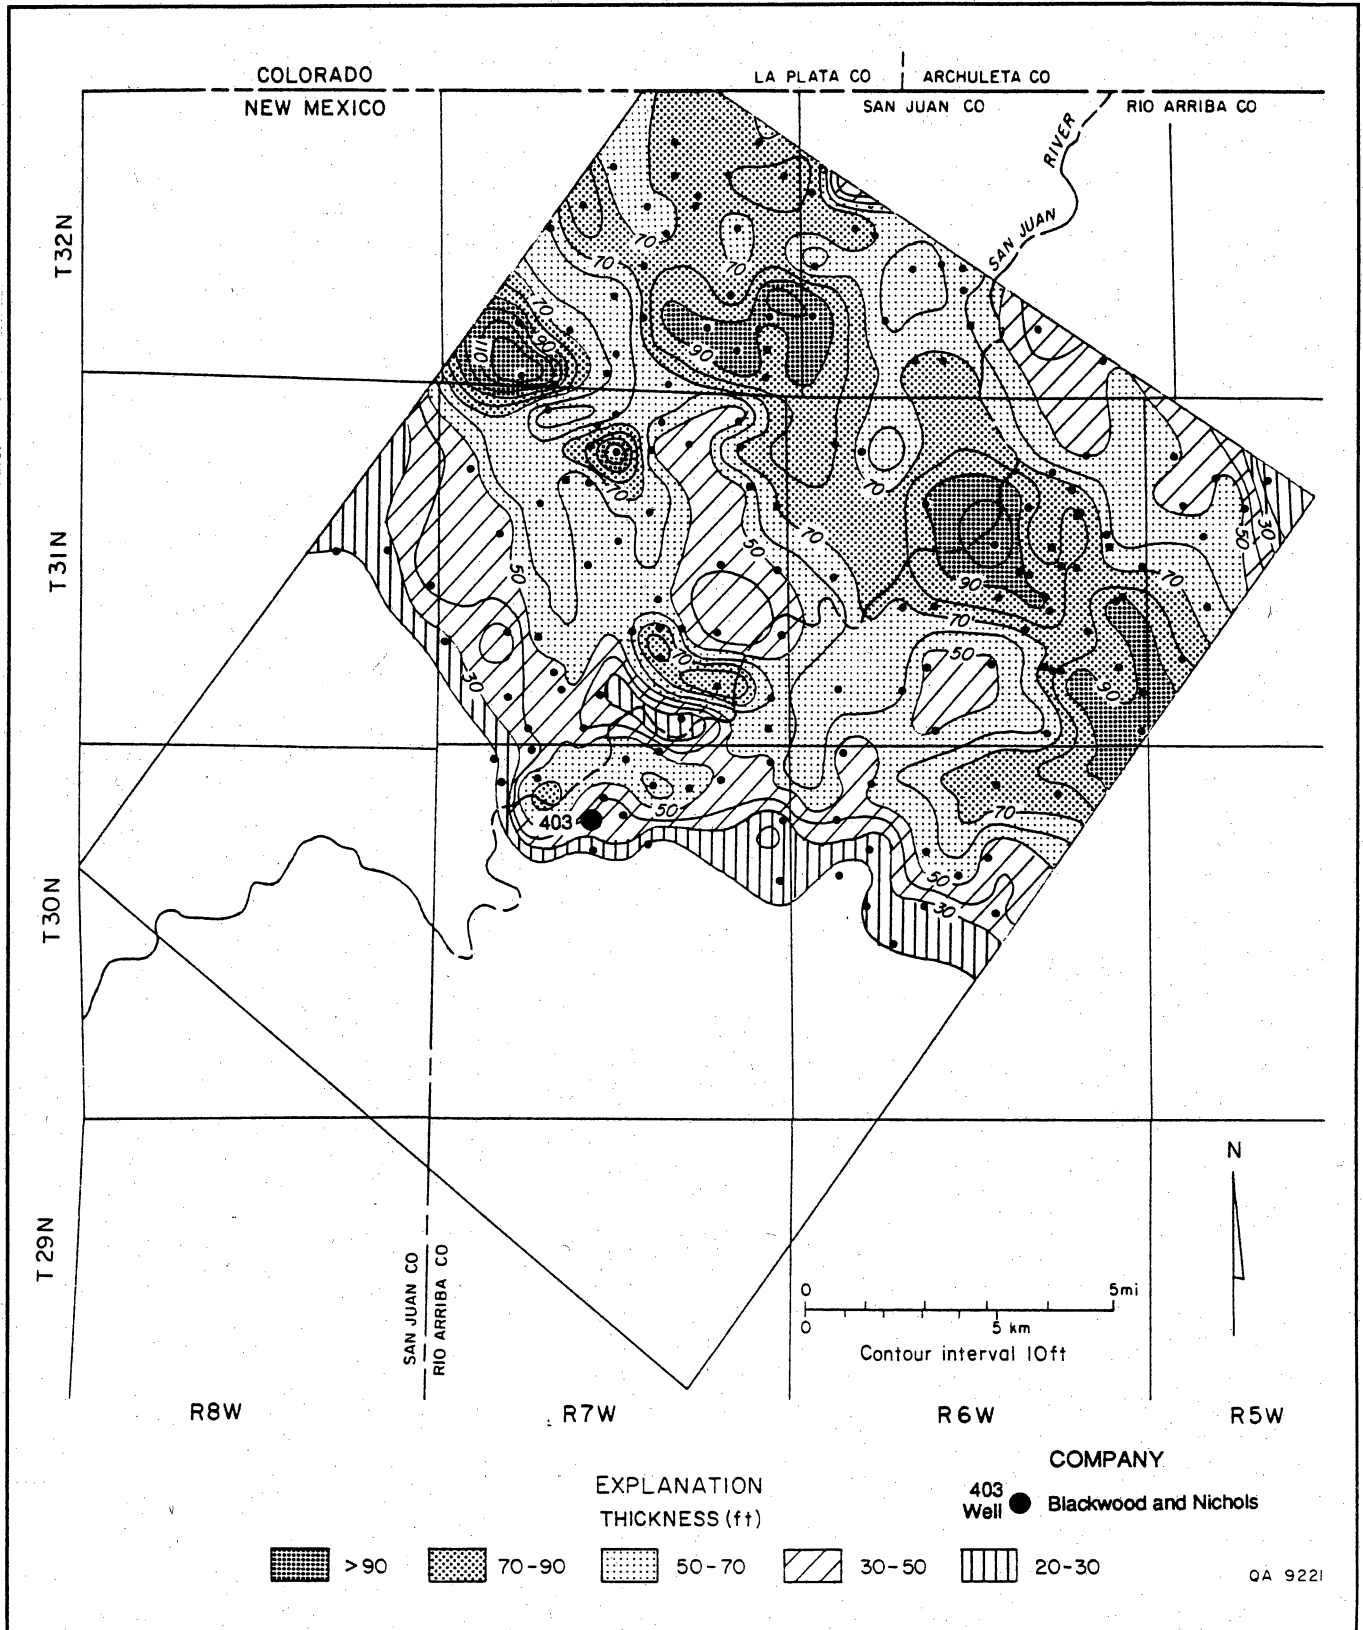 COLORADO
NEW MEXICO
LA PLATA CO
ARCHULETA CO
SAN JUAN CO
RIO ARRIBA CO
SAN JUAN RIVER
T32N
T31N
T30N
T29N
70
70
70
70
90
110
90
70
70
50
50
70
90
70
50
30
70
50
30
90
70
70
50
50
30
403
SAN JUAN CO
RIO ARRIBA CO
N
0 5mi
0 5 km
Contour interval 10ft
R8W R7W R6W R5W
EXPLANATION
THICKNESS (ft)
>90 70-90 50-70 30-50 20-30
COMPANY
403
Well
Blackwood and Nichols
QA 9221